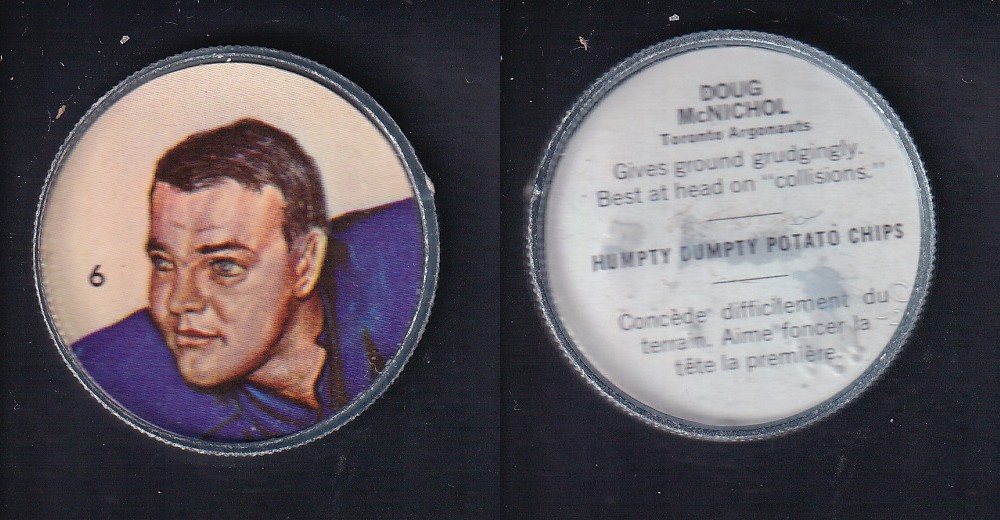 6
DOUG
McNICHOL
Toronto Argonauts
Gives ground grudgingly.
Best at head on "collisions."
HUMPTY DUMPTY POTATO CHIPS
Concède difficilement du
terrain. Aime foncer la
tête la première.